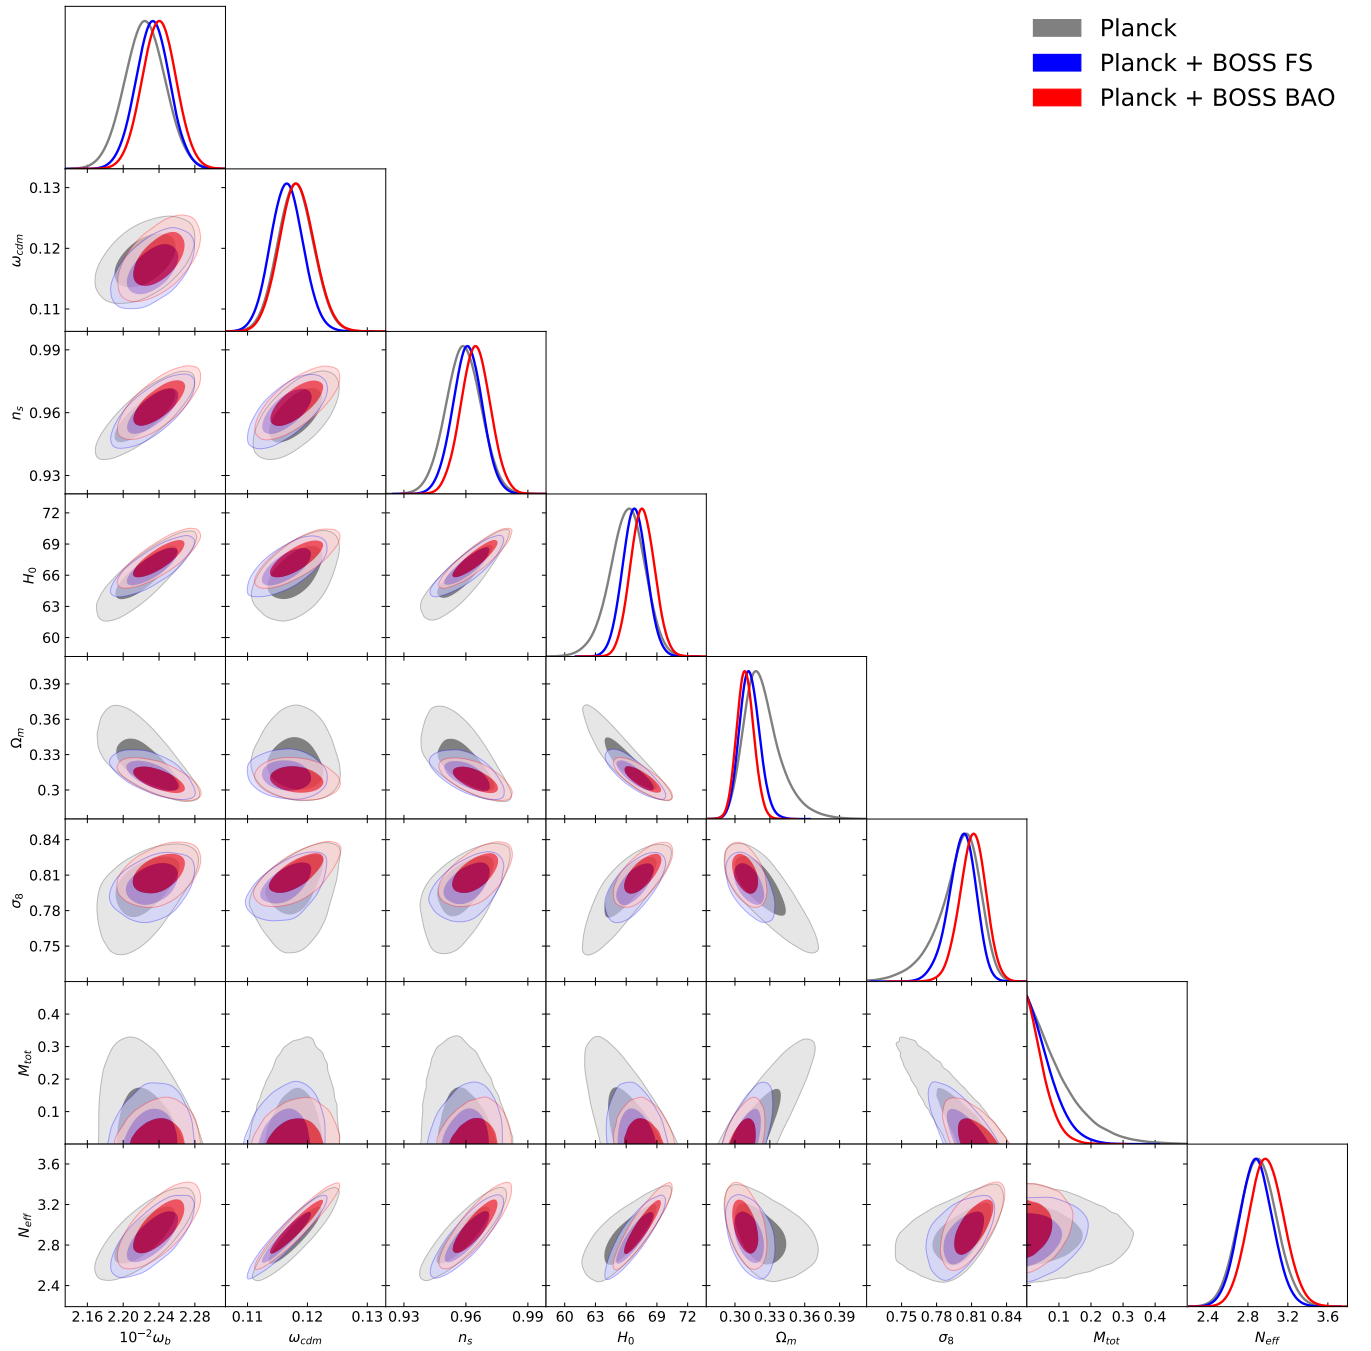 Planck
Planck + BOSS FS
Planck + BOSS BAO
0.13
0.12
0.11
ω_cdm
0.99
0.96
0.93
n_s
72
69
66
63
60
H_0
0.39
0.36
0.33
0.3
Ω_m
0.84
0.81
0.78
0.75
σ_8
0.4
0.3
0.2
0.1
M_tot
3.6
3.2
2.8
2.4
N_eff
2.16 2.20 2.24 2.28 0.11 0.12 0.13 0.93 0.96 0.99 60 63 66 69 72 0.30 0.33 0.36 0.39 0.75 0.78 0.81 0.84 0.1 0.2 0.3 0.4 2.4 2.8 3.2 3.6
10^{-2}ω_b ω_cdm n_s H_0 Ω_m σ_8 M_tot N_eff